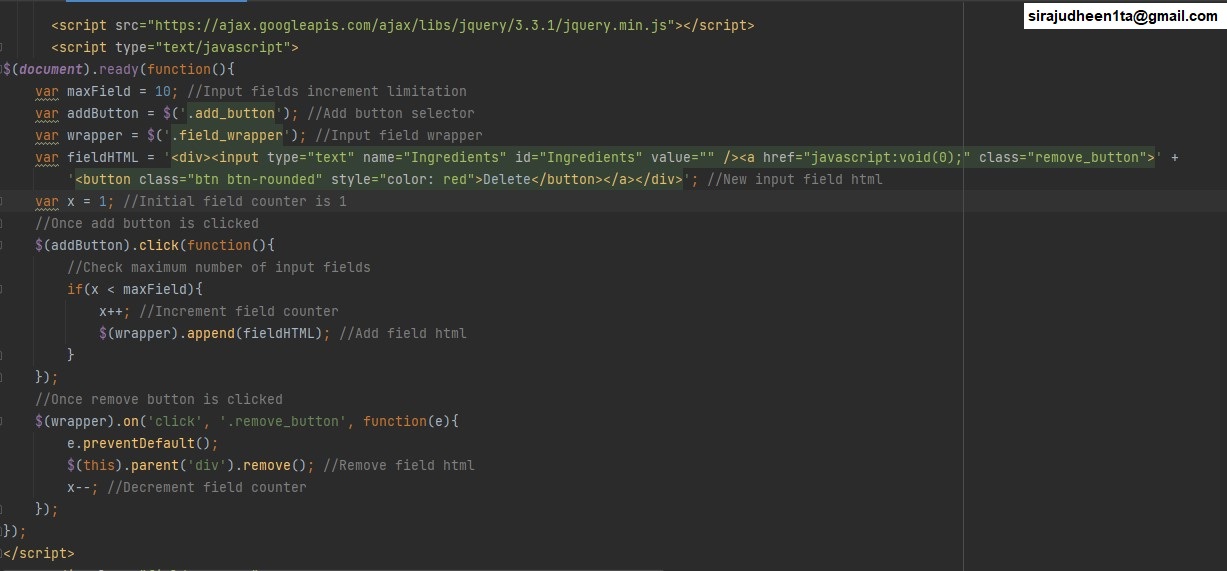 sirajudheen1ta@gmail.com
<script src="https://ajax.googleapis.com/ajax/libs/jquery/3.3.1/jquery.min.js"></script>
<script type="text/javascript">
$(document).ready(function(){
var maxField = 10; //Input fields increment limitation
var addButton = $('.add_button'); //Add button selector
var wrapper = $('.field_wrapper'); //Input field wrapper
var fieldHTML = '<div><input type="text" name="Ingredients" id="Ingredients" value="" /><a href="javascript:void(0);" class="remove_button">' +
'<button class="btn btn-rounded" style="color: red">Delete</button></a></div>'; //New input field html
var x = 1; //Initial field counter is 1
//Once add button is clicked
$(addButton).click(function(){
//Check maximum number of input fields
if(x < maxField){
x++; //Increment field counter
$(wrapper).append(fieldHTML); //Add field html
}
});
//Once remove button is clicked
$(wrapper).on('click', '.remove_button', function(e){
e.preventDefault();
$(this).parent('div').remove(); //Remove field html
x--; //Decrement field counter
});
});
</script>